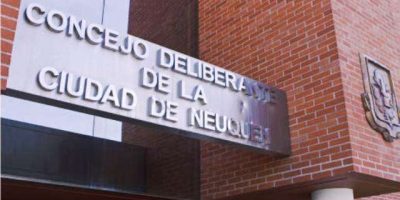 CONCEJO DELIBERANTE
DE LA
CIUDAD DE NEUQUEN